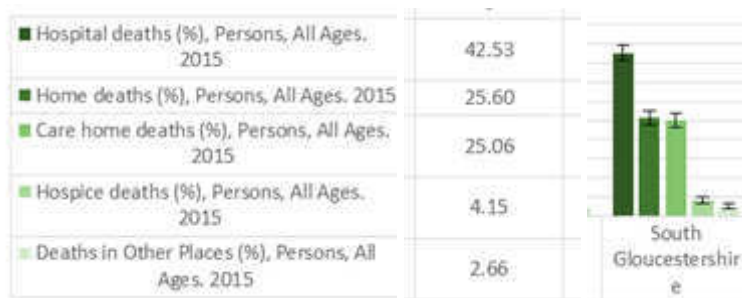 Hospital deaths (%), Persons, All Ages.
2015
42.53
Home deaths (%), Persons, All Ages. 2015
25.60
Care home deaths (%), Persons, All Ages.
2015
25.06
Hospice deaths (%), Persons, All Ages.
2015
4.15
Deaths in Other Places (%), Persons, All
Ages. 2015
2.66
South
Gloucestershir
e